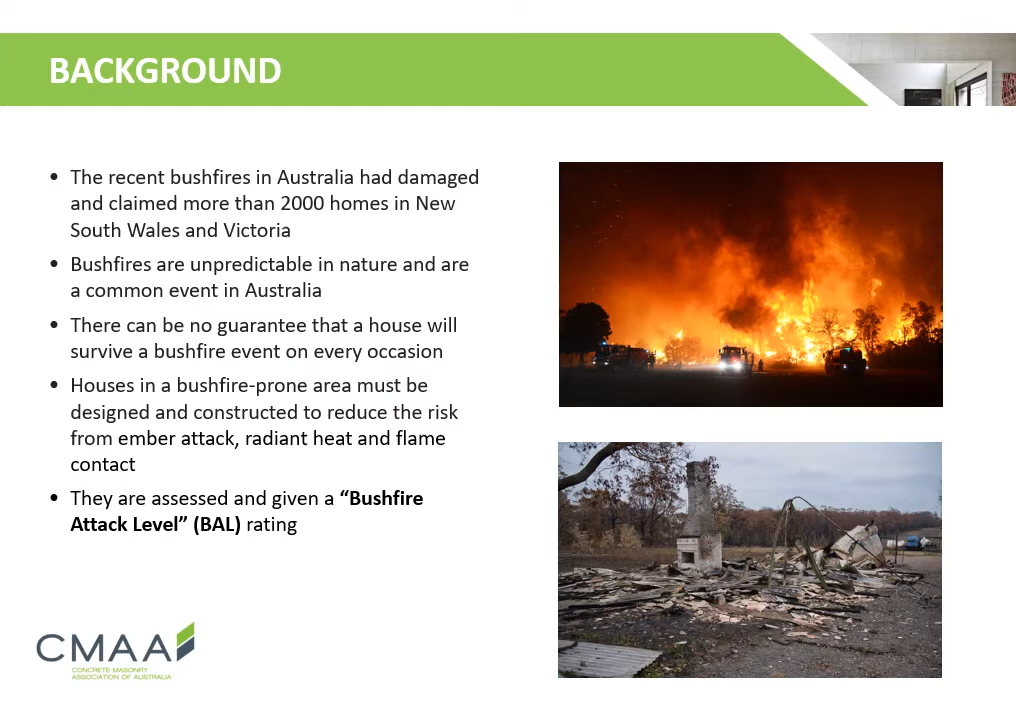 BACKGROUND
• The recent bushfires in Australia had damaged
and claimed more than 2000 homes in New
South Wales and Victoria
• Bushfires are unpredictable in nature and are
a common event in Australia
• There can be no guarantee that a house will
survive a bushfire event on every occasion
• Houses in a bushfire-prone area must be
designed and constructed to reduce the risk
from ember attack, radiant heat and flame
contact
• They are assessed and given a “Bushfire
Attack Level” (BAL) rating
CMAA
CONCRETE MASONRY
ASSOCIATION OF AUSTRALIA